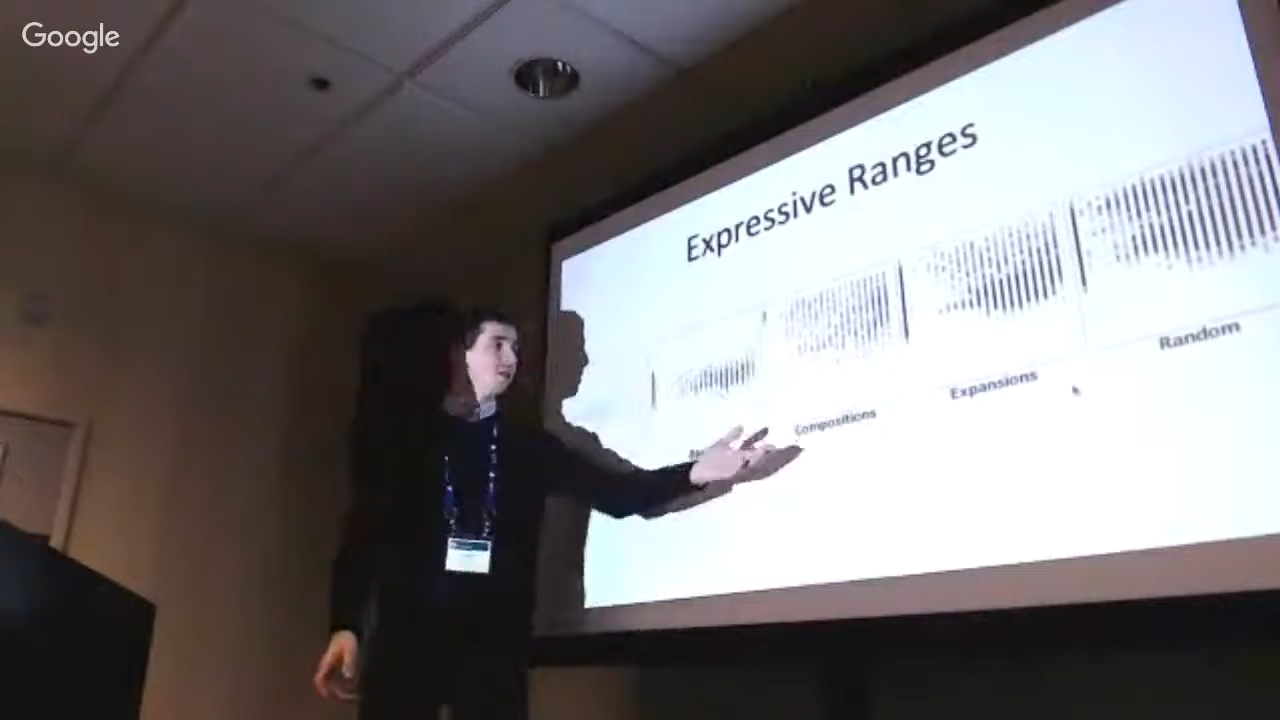 Google
Expressive Ranges
Compositions
Expansions
Random